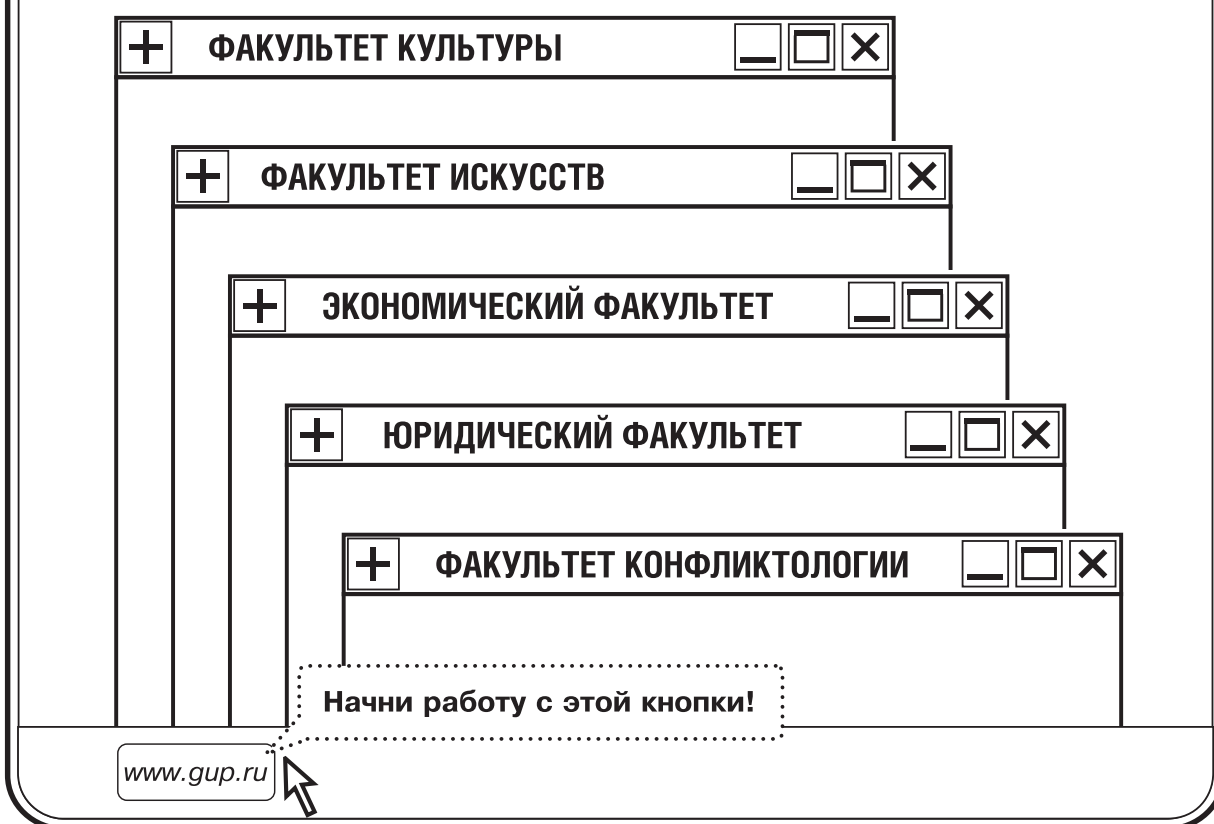 ФАКУЛЬТЕТ КУЛЬТУРЫ
ФАКУЛЬТЕТ ИСКУССТВ
ЭКОНОМИЧЕСКИЙ ФАКУЛЬТЕТ
ЮРИДИЧЕСКИЙ ФАКУЛЬТЕТ
ФАКУЛЬТЕТ КОНФЛИКТОЛОГИИ
Начни работу с этой кнопки!
www.gup.ru